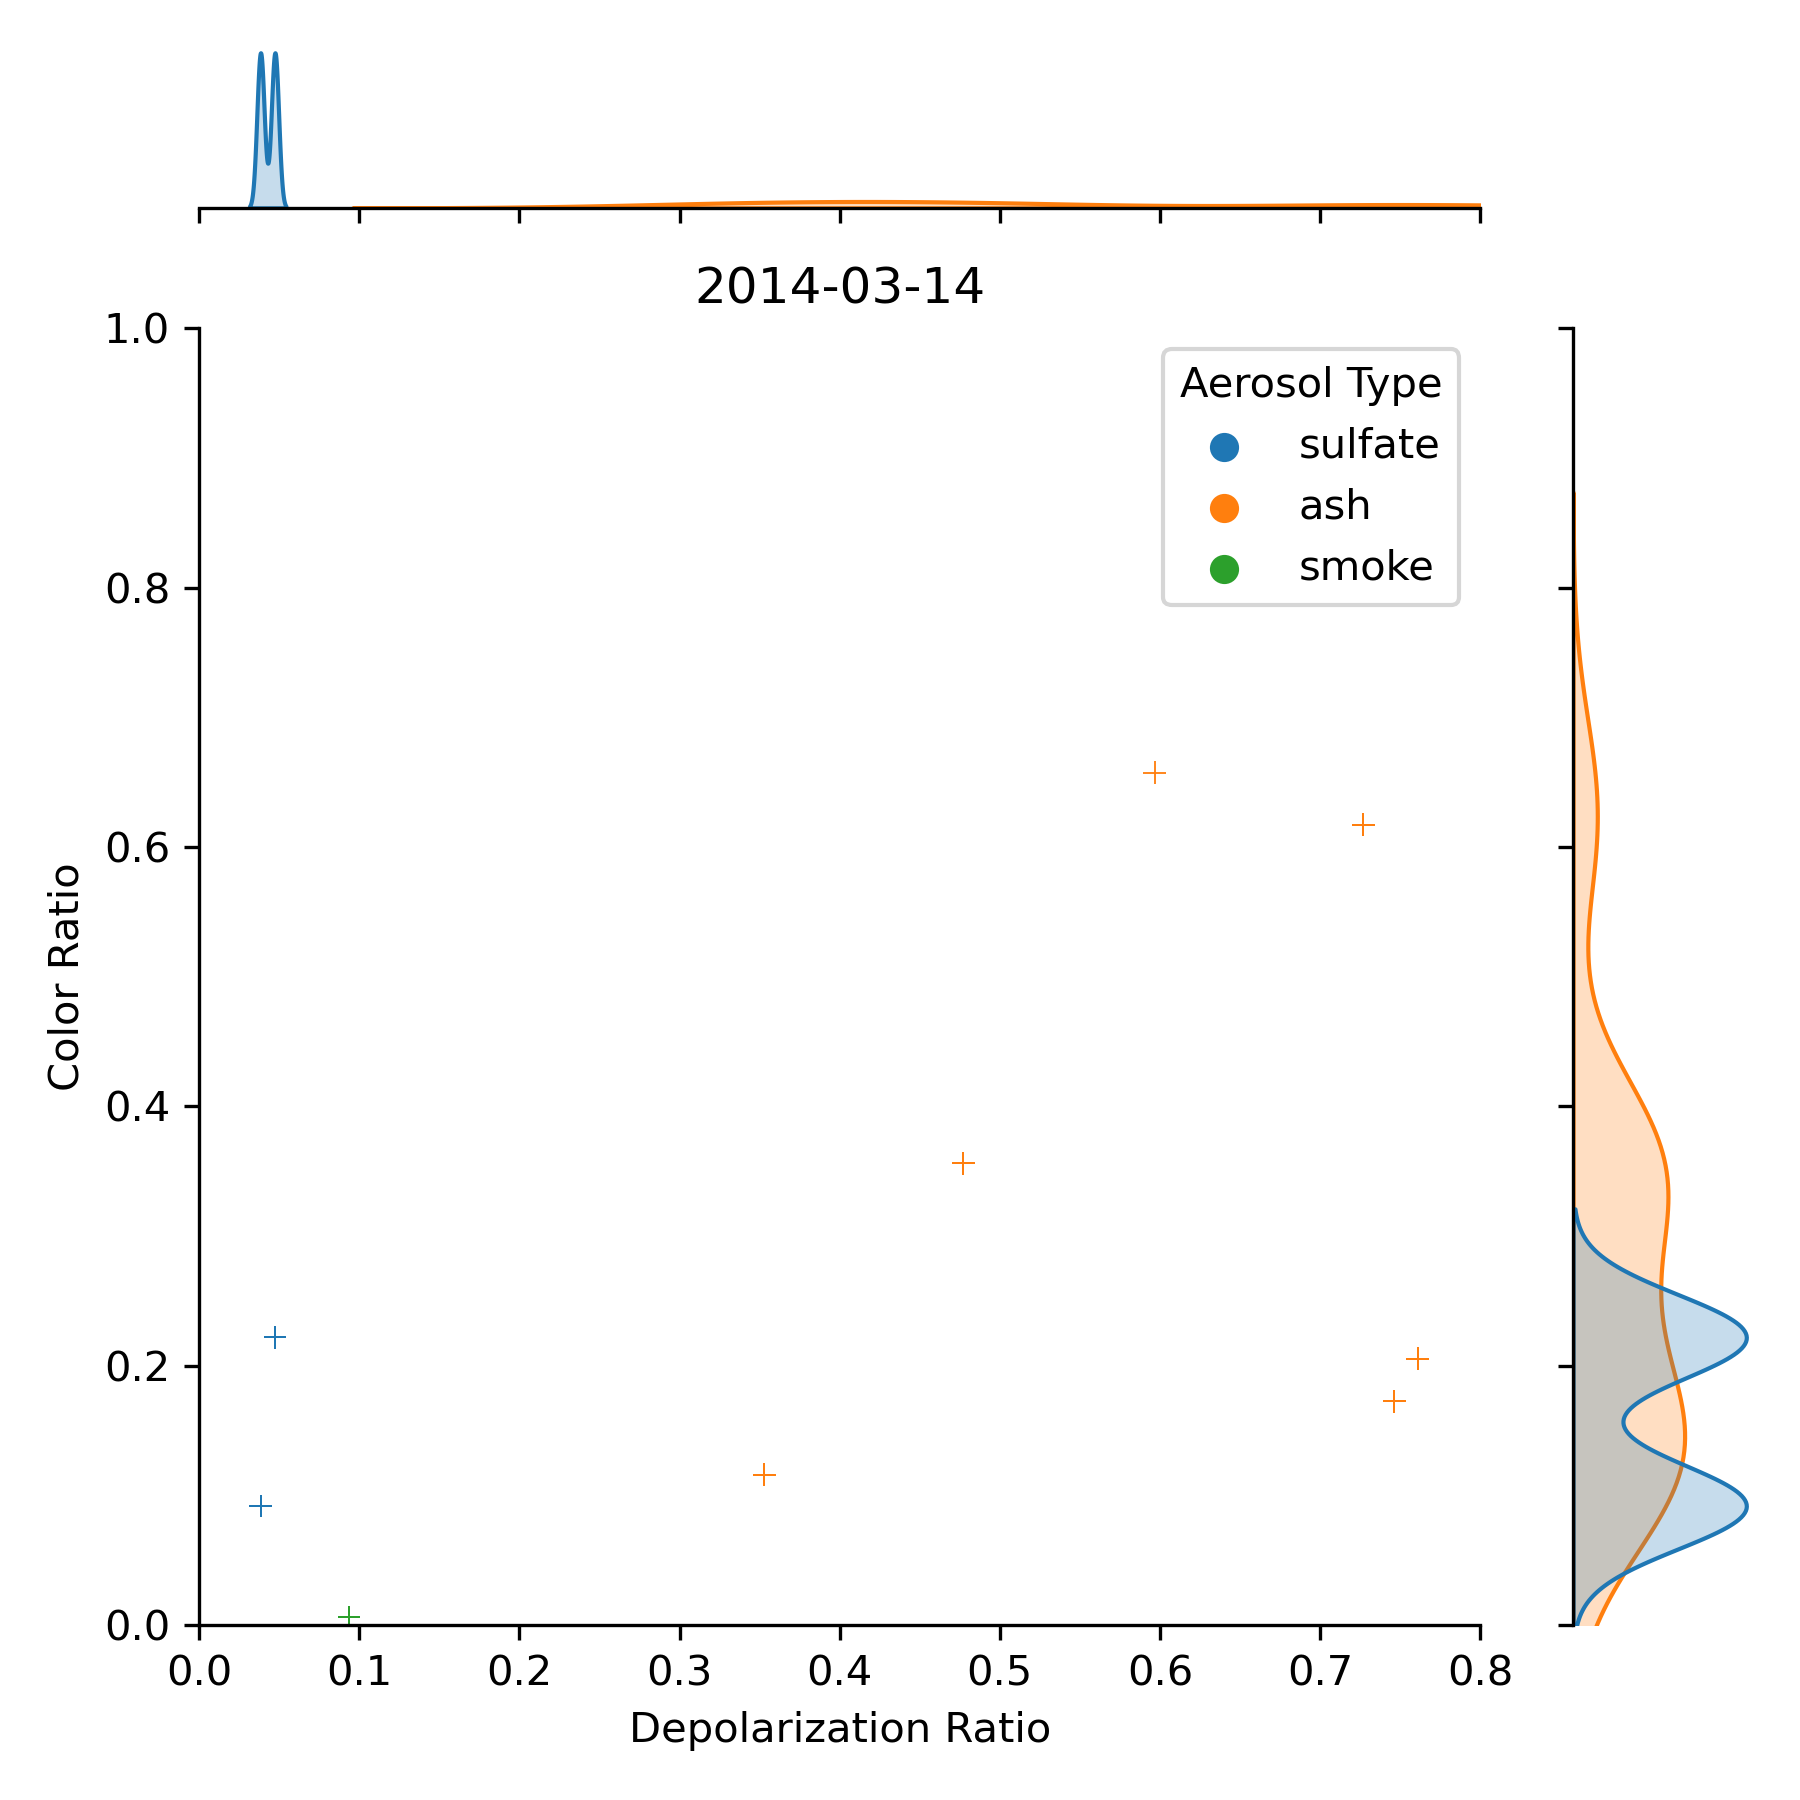 2014-03-14
Aerosol Type
sulfate
ash
smoke
1.0
0.8
0.6
0.4
0.2
0.0
Color Ratio
0.0 0.1 0.2 0.3 0.4 0.5 0.6 0.7 0.8
Depolarization Ratio